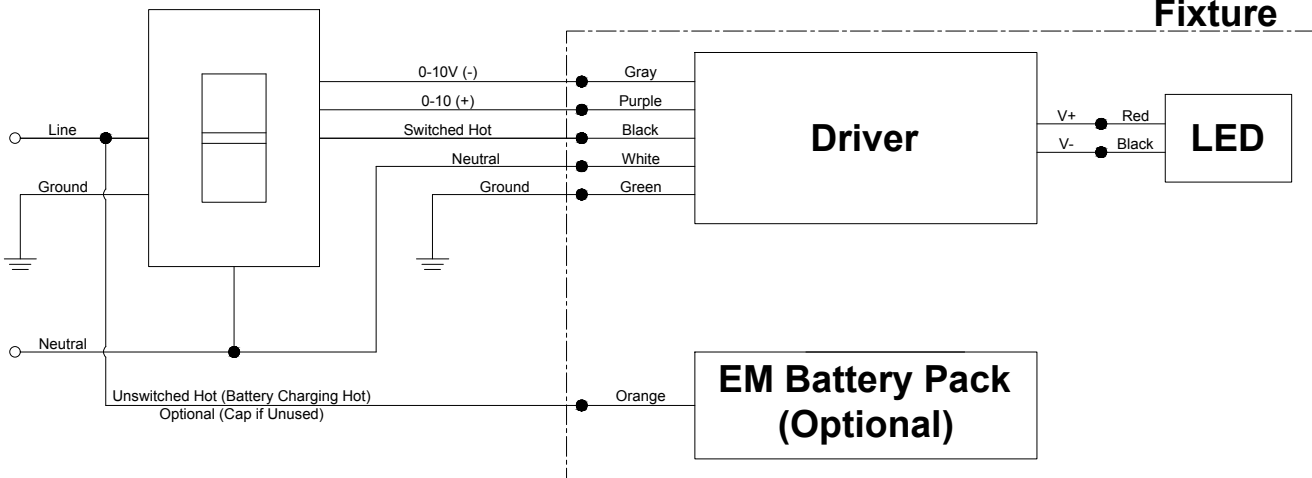 Fixture
0-10V (-)
Gray
0-10 (+)
Purple
Line
Switched Hot
Black
Driver
V+
Red
LED
V-
Black
Neutral
White
Ground
Ground
Green
Neutral
Unswitched Hot (Battery Charging Hot)
Optional (Cap if Unused)
Orange
EM Battery Pack
(Optional)